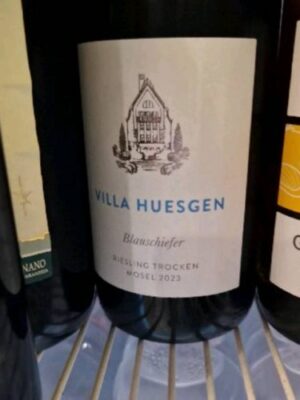 VILLA HUESGEN
Blauschiefer
RIESLING TROCKEN
MOSEL 2023
NANO